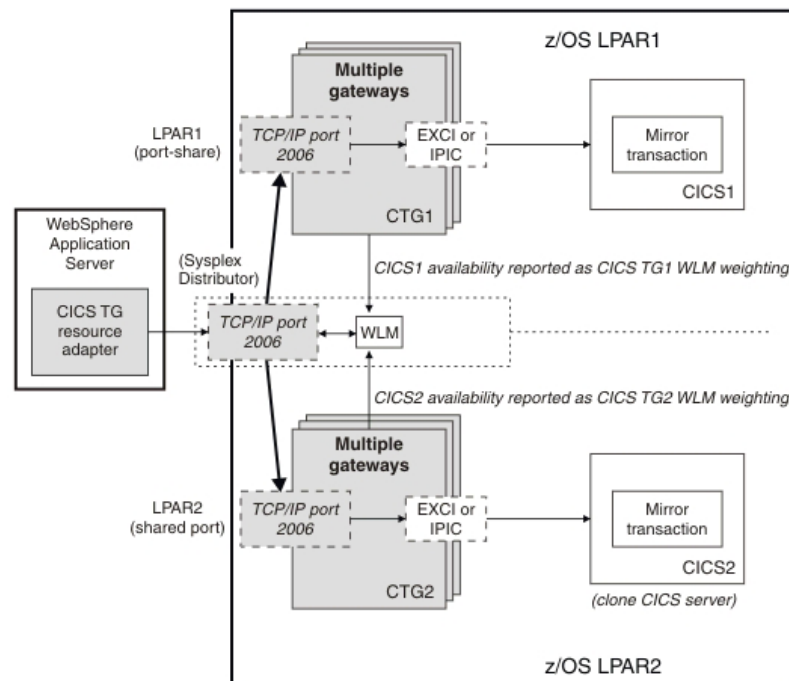 z/OS LPAR1
Multiple
gateways
LPAR1
(port-share)
TCP/IP port
2006
EXCI or
IPIC
Mirror
transaction
CICS1
CTG1
WebSphere
Application
Server
(Sysplex
Distributor)
CICS1 availability reported as CICS TG1 WLM weighting
CICS TG
resource
adapter
TCP/IP port
2006
WLM
CICS2 availability reported as CICS TG2 WLM weighting
Multiple
gateways
LPAR2
(shared port)
TCP/IP port
2006
EXCI or
IPIC
Mirror
transaction
CICS2
CTG2
(clone CICS server)
z/OS LPAR2